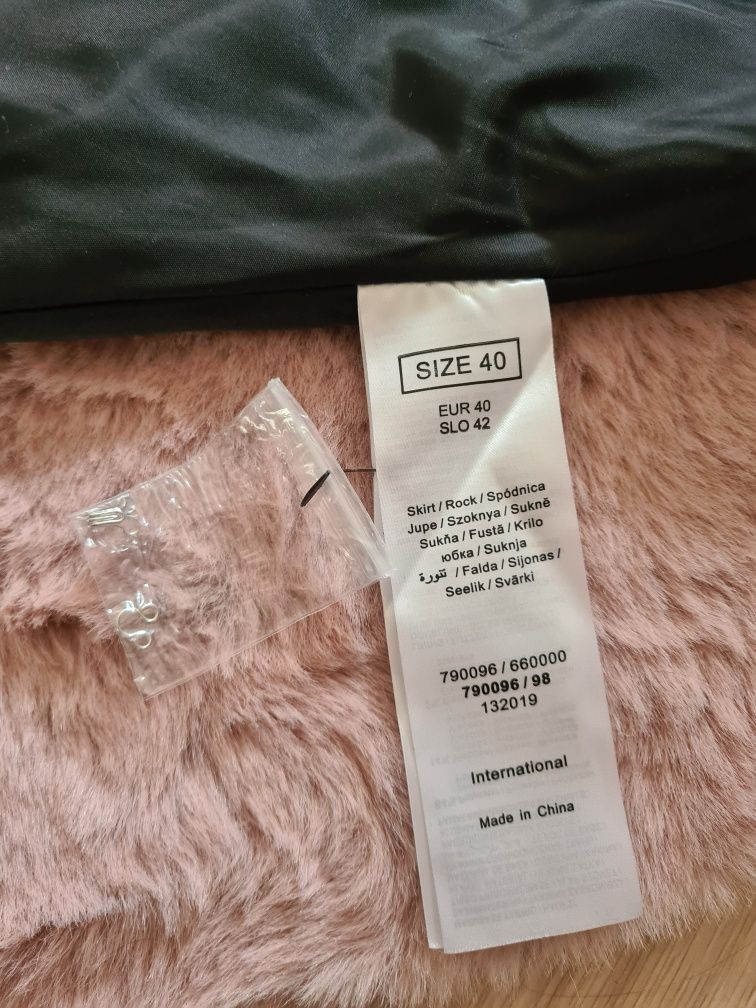 SIZE 40
EUR 40
SLO 42
Skirt / Rock / Spódnica
Jupe / Szoknya / Sukně
Sukňa / Fustă / Krilo
юбка / Suknja
تنورة / Falda / Sijonas /
Seelik / Svārki
790096 / 660000
790096 / 98
132019
International
Made in China